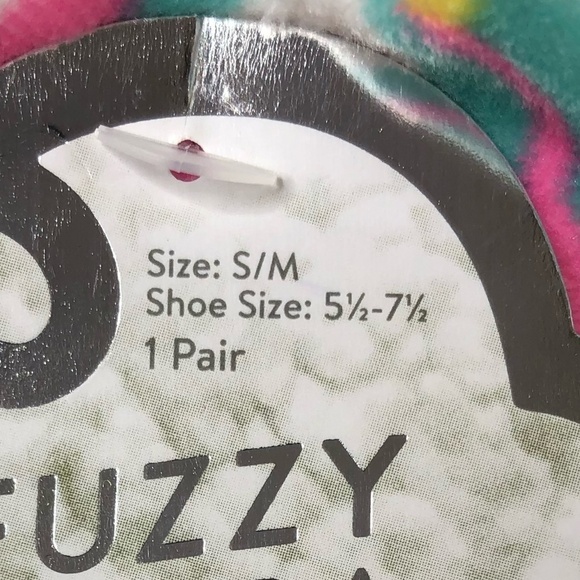 Size: S/M
Shoe Size: 5½-7½
1 Pair
FUZZY